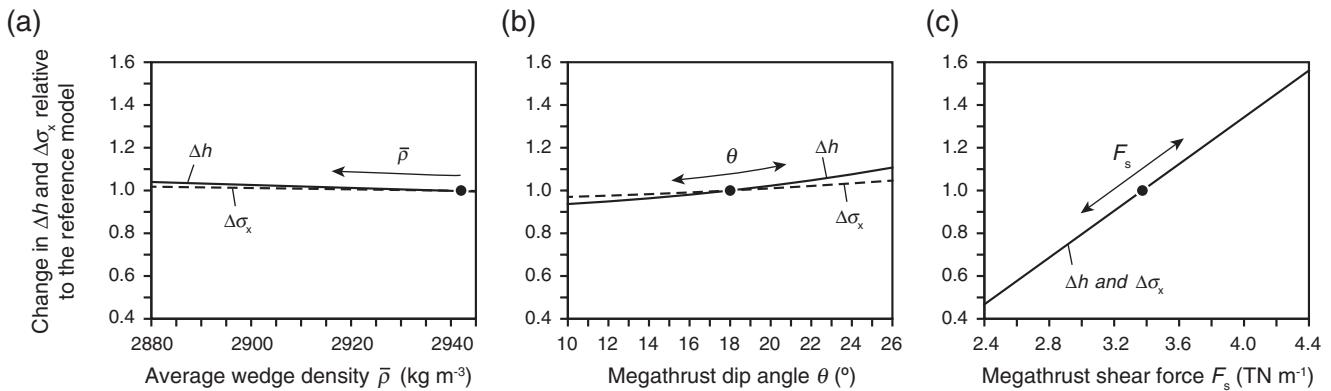 (a)
Change in Δh and Δσx relative
to the reference model
1.6
1.4
1.2
1.0
0.8
0.6
0.4
Δh
ρ̅
Δσx
2880
2900
2920
2940
Average wedge density ρ̅ (kg m-3)
(b)
1.6
1.4
1.2
1.0
0.8
0.6
0.4
θ
Δh
Δσx
10 12 14 16 18 20 22 24 26
Megathrust dip angle θ (º)
(c)
1.6
1.4
1.2
1.0
0.8
0.6
0.4
Fs
Δh and Δσx
2.4 2.8 3.2 3.6 4.0 4.4
Megathrust shear force Fs (TN m-1)